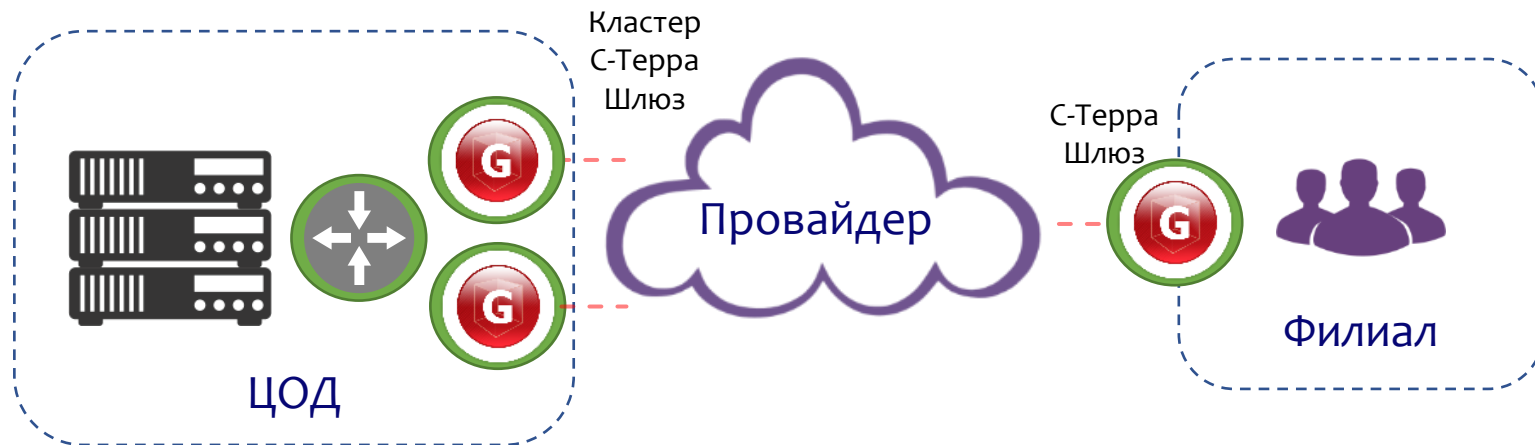 Кластер
С-Терра
Шлюз
С-Терра
Шлюз
G
G
G
Провайдер
Филиал
ЦОД